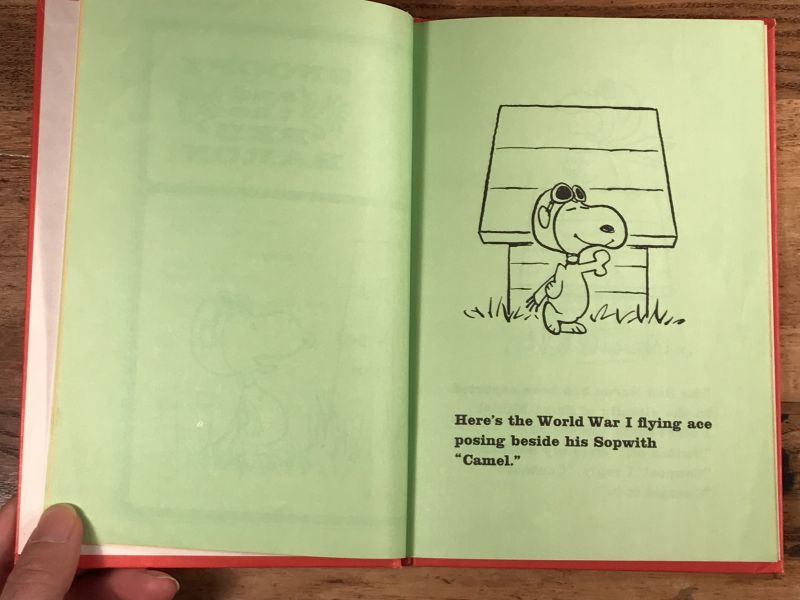 Here's the World War I flying ace
posing beside his Sopwith
"Camel."